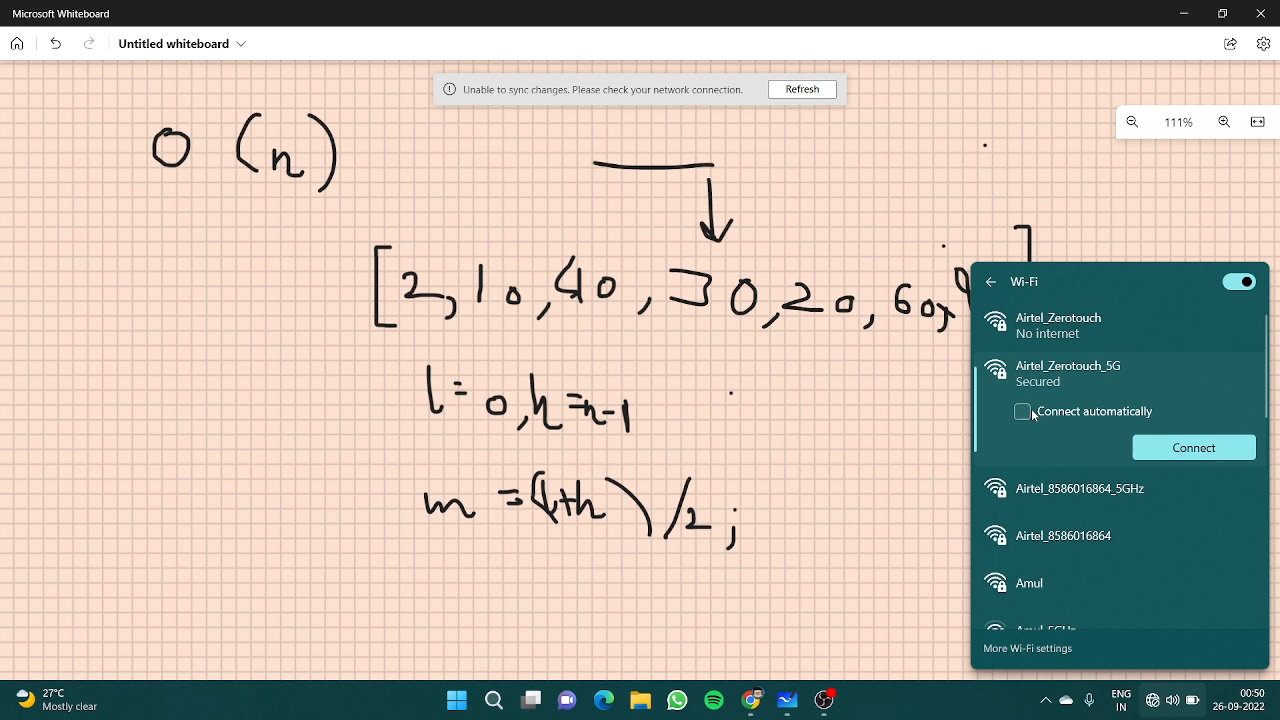 Microsoft Whiteboard
Untitled whiteboard
Unable to sync changes. Please check your network connection. Refresh
111%
O (n)
[2,10,40,30,20,60, ]
l=0,h=n-1
m=(l+h)/2;
Wi-Fi
Airtel_Zerotouch
No internet
Airtel_Zerotouch_5G
Secured
Connect automatically
Connect
Airtel_8586016864_5GHz
Airtel_8586016864
Amul
Amul_5GHz
More Wi-Fi settings
27°C
Mostly clear
ENG
IN
00:50
26-09-2022